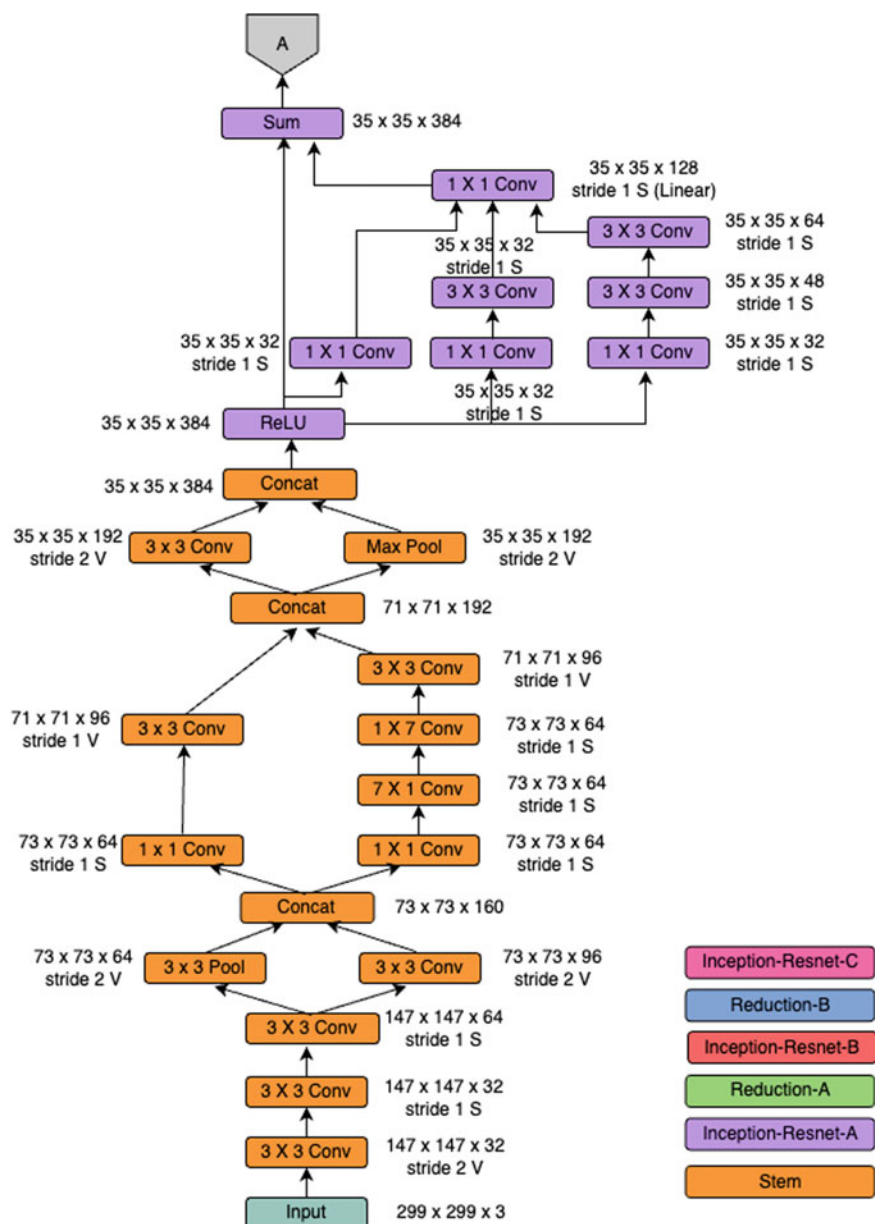 A
Sum
35 x 35 x 384
1 X 1 Conv
35 x 35 x 128
stride 1 S (Linear)
3 X 3 Conv
35 x 35 x 64
stride 1 S
35 x 35 x 32
stride 1 S
3 X 3 Conv
3 X 3 Conv
35 x 35 x 48
stride 1 S
35 x 35 x 32
stride 1 S
1 X 1 Conv
1 X 1 Conv
1 X 1 Conv
35 x 35 x 32
stride 1 S
35 x 35 x 32
stride 1 S
35 x 35 x 384
ReLU
Concat
35 x 35 x 384
35 x 35 x 192
stride 2 V
3 x 3 Conv
Max Pool
35 x 35 x 192
stride 2 V
Concat
71 x 71 x 192
3 X 3 Conv
71 x 71 x 96
stride 1 V
71 x 71 x 96
stride 1 V
3 x 3 Conv
1 X 7 Conv
73 x 73 x 64
stride 1 S
7 X 1 Conv
73 x 73 x 64
stride 1 S
73 x 73 x 64
stride 1 S
1 x 1 Conv
1 X 1 Conv
73 x 73 x 64
stride 1 S
Concat
73 x 73 x 160
73 x 73 x 64
stride 2 V
3 x 3 Pool
3 x 3 Conv
73 x 73 x 96
stride 2 V
3 X 3 Conv
147 x 147 x 64
stride 1 S
3 X 3 Conv
147 x 147 x 32
stride 1 S
3 X 3 Conv
147 x 147 x 32
stride 2 V
Input
299 x 299 x 3
Inception-Resnet-C
Reduction-B
Inception-Resnet-B
Reduction-A
Inception-Resnet-A
Stem